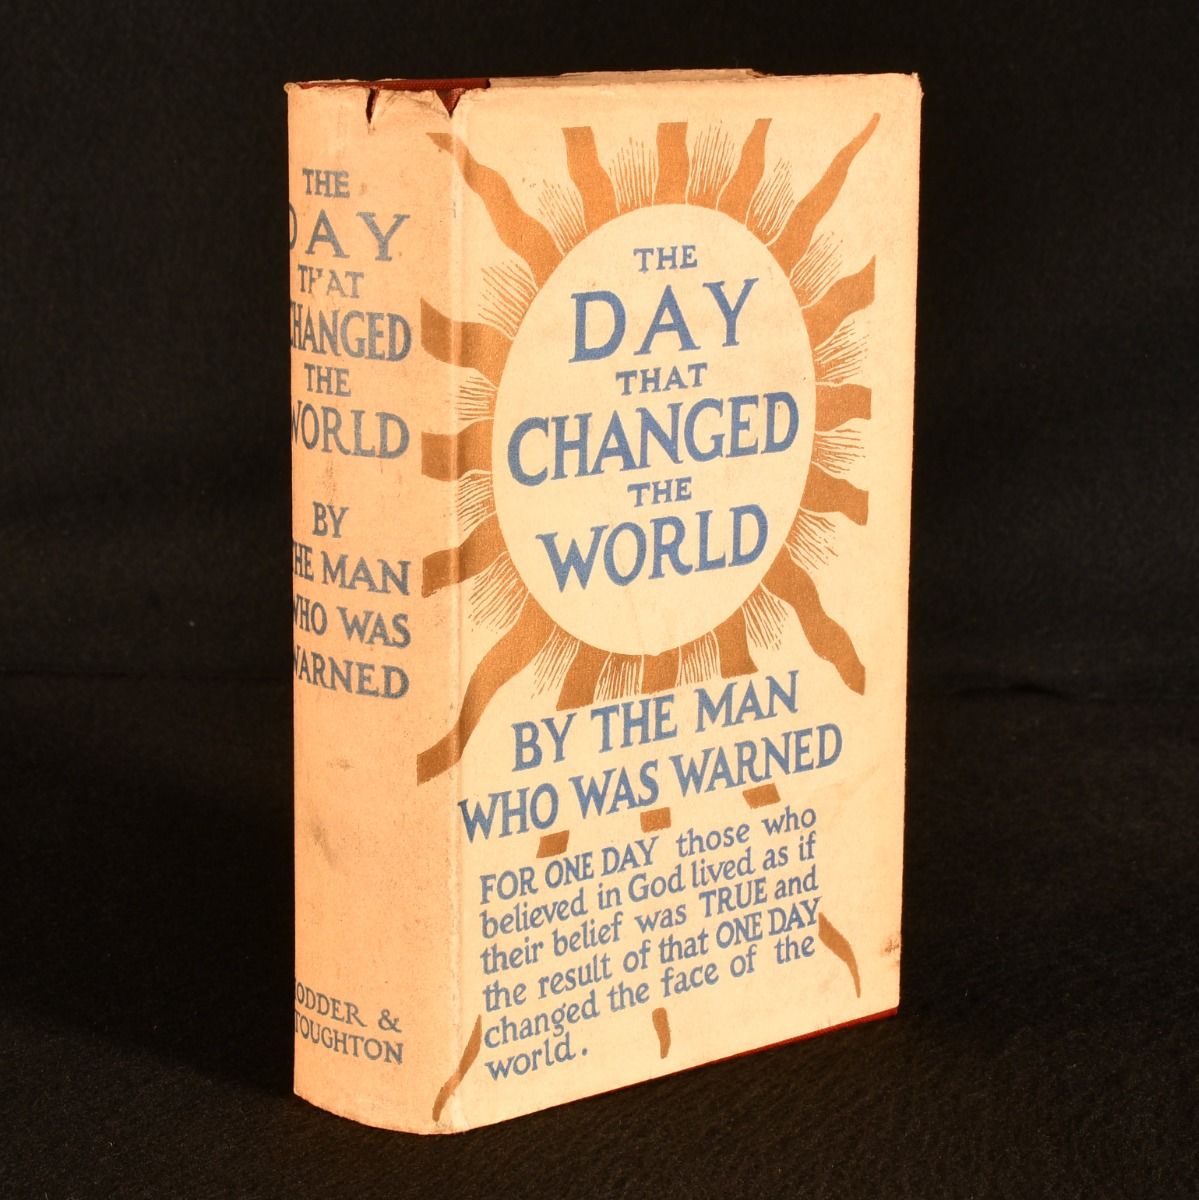 THE
DAY
THAT
CHANGED
THE
WORLD
BY
THE MAN
WHO WAS
WARNED
HODDER &
STOUGHTON
THE
DAY
THAT
CHANGED
THE
WORLD
BY THE MAN
WHO WAS WARNED
FOR ONE DAY those who
believed in God lived as if
their belief was TRUE and
the result of that ONE DAY
changed the face of the
world.